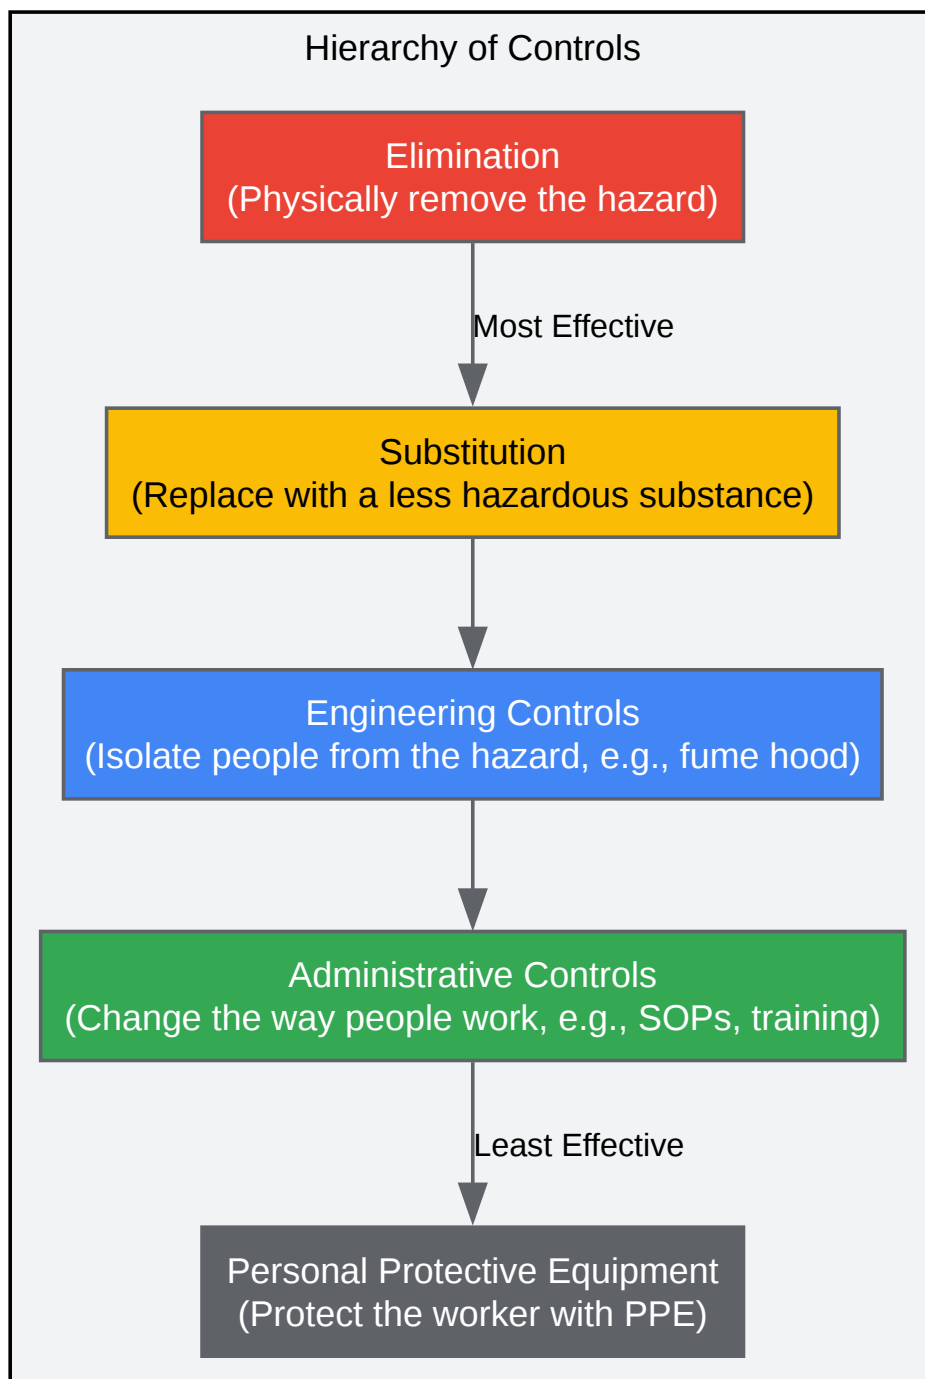 Hierarchy of Controls
Elimination
(Physically remove the hazard)
Most Effective
Substitution
(Replace with a less hazardous substance)
Engineering Controls
(Isolate people from the hazard, e.g., fume hood)
Administrative Controls
(Change the way people work, e.g., SOPs, training)
Least Effective
Personal Protective Equipment
(Protect the worker with PPE)